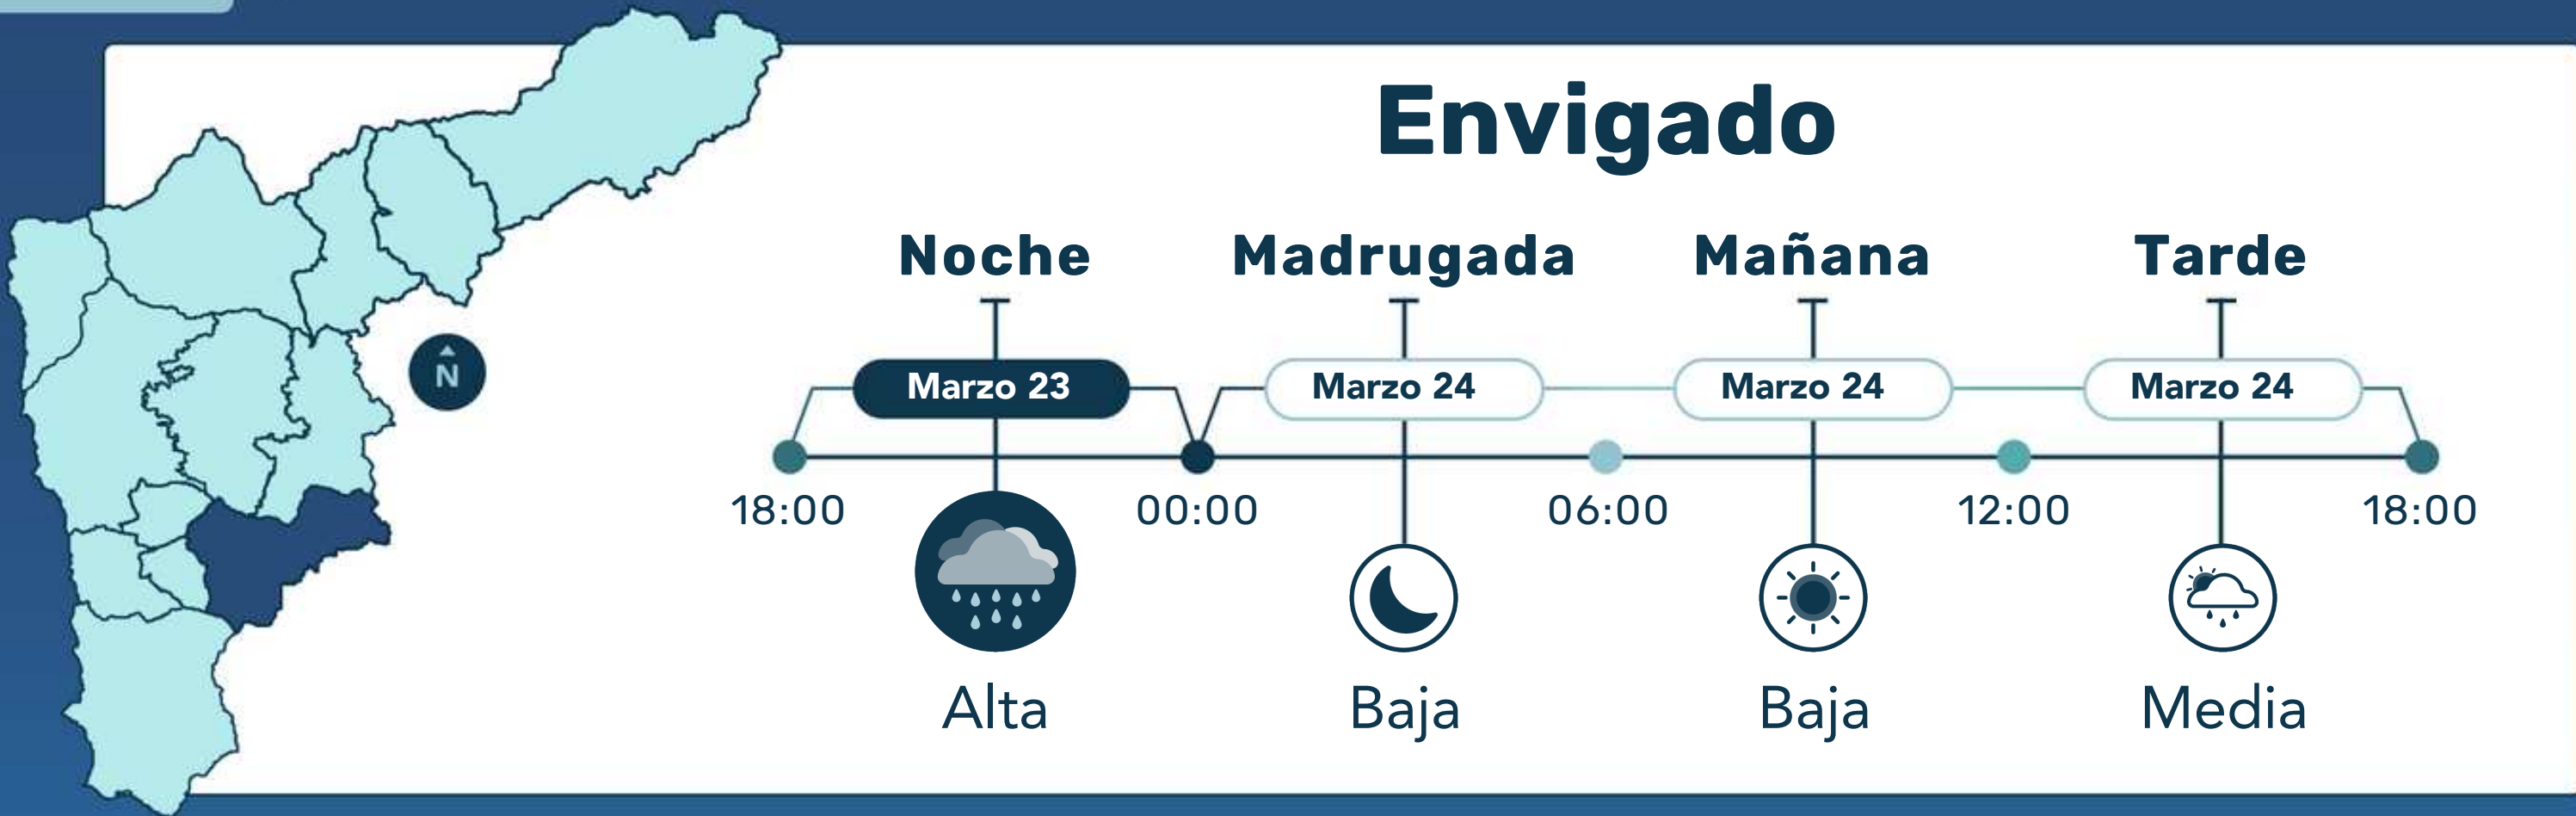 Envigado
Noche
Madrugada
Mañana
Tarde
Marzo 23
Marzo 24
Marzo 24
Marzo 24
N
18:00
00:00
06:00
12:00
18:00
Alta
Baja
Baja
Media